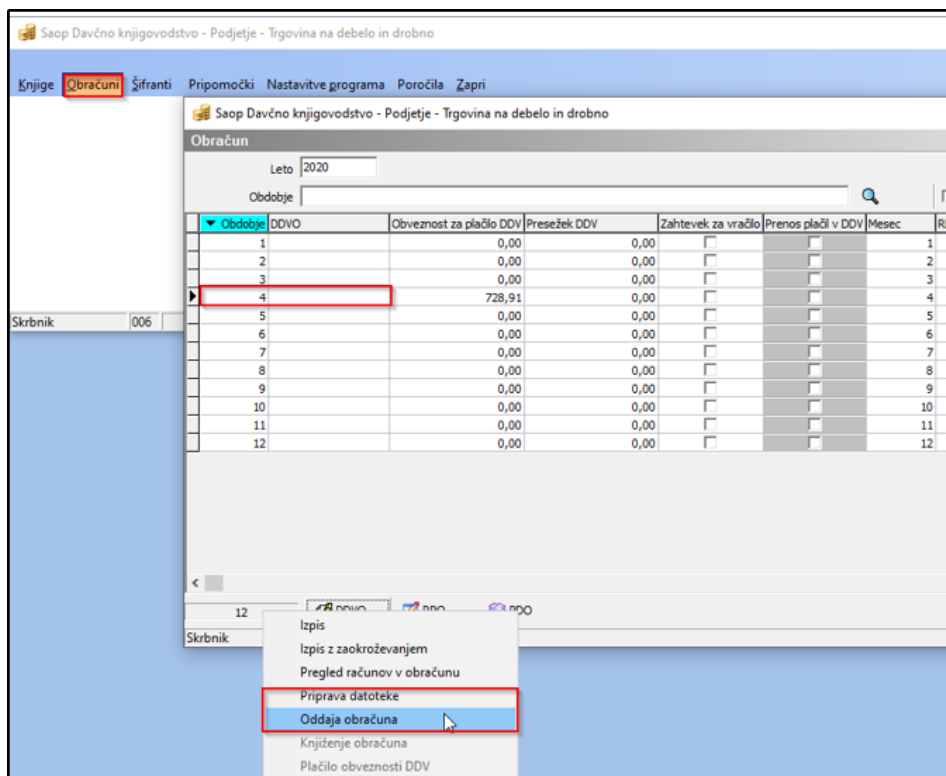 Saop Davčno knjigovodstvo - Podjetje - Trgovina na debelo in drobno
Knjige Obračuni Šifranti Pripomočki Nastavitve programa Poročila Zapri
Saop Davčno knjigovodstvo - Podjetje - Trgovina na debelo in drobno
Obračun
Leto 2020
Obdobje
Obdobje DDVO Obveznost za plačilo DDV Presežek DDV Zahtevek za vračilo Prenos plačil v DDV Mesec
1 0,00 0,00 1
2 0,00 0,00 2
3 0,00 0,00 3
4 728,91 0,00 4
5 0,00 0,00 5
6 0,00 0,00 6
7 0,00 0,00 7
8 0,00 0,00 8
9 0,00 0,00 9
10 0,00 0,00 10
11 0,00 0,00 11
12 0,00 0,00 12
Skrbnik 006
12 DDVO PDO
Skrbnik
Izpis
Izpis z zaokroževanjem
Pregled računov v obračunu
Priprava datoteke
Oddaja obračuna
Knjiženje obračuna
Plačilo obveznosti DDV